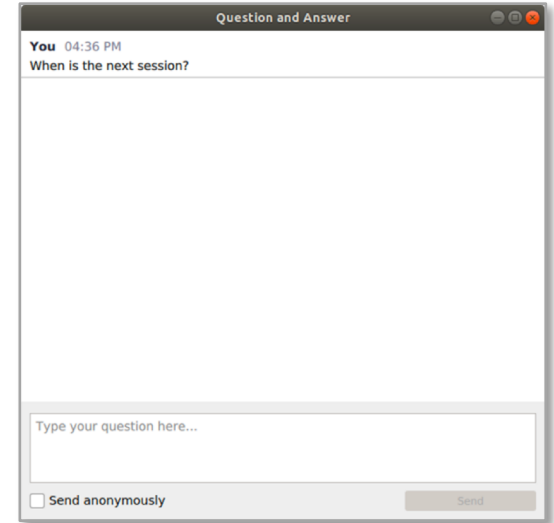 Question and Answer
You 04:36 PM
When is the next session?
Type your question here...
Send anonymously
Send